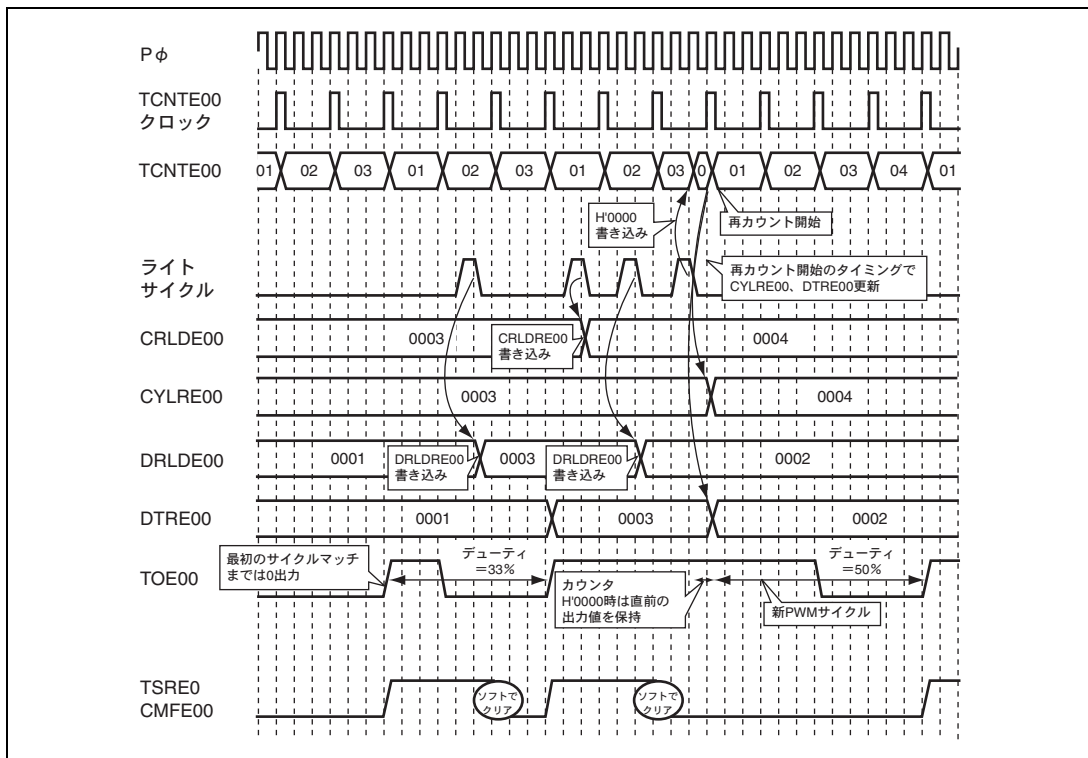 Pφ
TCNTE00
クロック
TCNTE00
01 02 03 01 02 03 01 02 03 0 01 02 03 04 01
H'0000
書き込み
再カウント開始
ライト
サイクル
再カウント開始のタイミングで
CYLRE00、DTRE00更新
CRLDE00
0003
CRLDRE00
書き込み
0004
CYLRE00
0003
0004
DRLDE00
0001
DRLDRE00
書き込み
0003
DRLDRE00
書き込み
0002
DTRE00
0001
0003
0002
TOE00
最初のサイクルマッチ
までは0出力
デューティ
=33%
カウンタ
H'0000時は直前の
出力値を保持
デューティ
=50%
新PWMサイクル
TSRE0
CMFE00
ソフトで
クリア
ソフトで
クリア